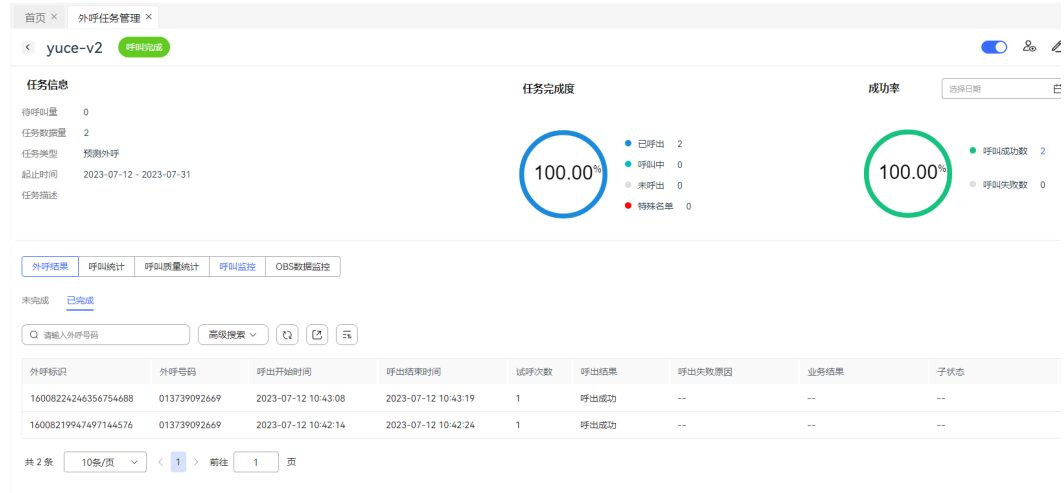 首页 × 外呼任务管理 ×
yuce-v2 呼叫完成
任务信息
待呼叫量 0
任务数据量 2
任务类型 预测外呼
起止时间 2023-07-12 - 2023-07-31
任务描述
任务完成度
100.00%
已呼出 2
呼叫中 0
未呼出 0
特殊名单 0
成功率 选择日期
100.00%
呼叫成功数 2
呼叫失败数 0
外呼结果 呼叫统计 呼叫质量统计 呼叫监控 OBS数据监控
未完成 已完成
请输入外呼号码 高级搜索
外呼标识 外呼号码 呼出开始时间 呼出结束时间 试呼次数 呼出结果 呼出失败原因 业务结果 子状态
16008224246356754688 013739092669 2023-07-12 10:43:08 2023-07-12 10:43:19 1 呼出成功 -- -- --
16008219947497144576 013739092669 2023-07-12 10:42:14 2023-07-12 10:42:24 1 呼出成功 -- -- --
共 2 条 10条/页 < 1 > 前往 1 页